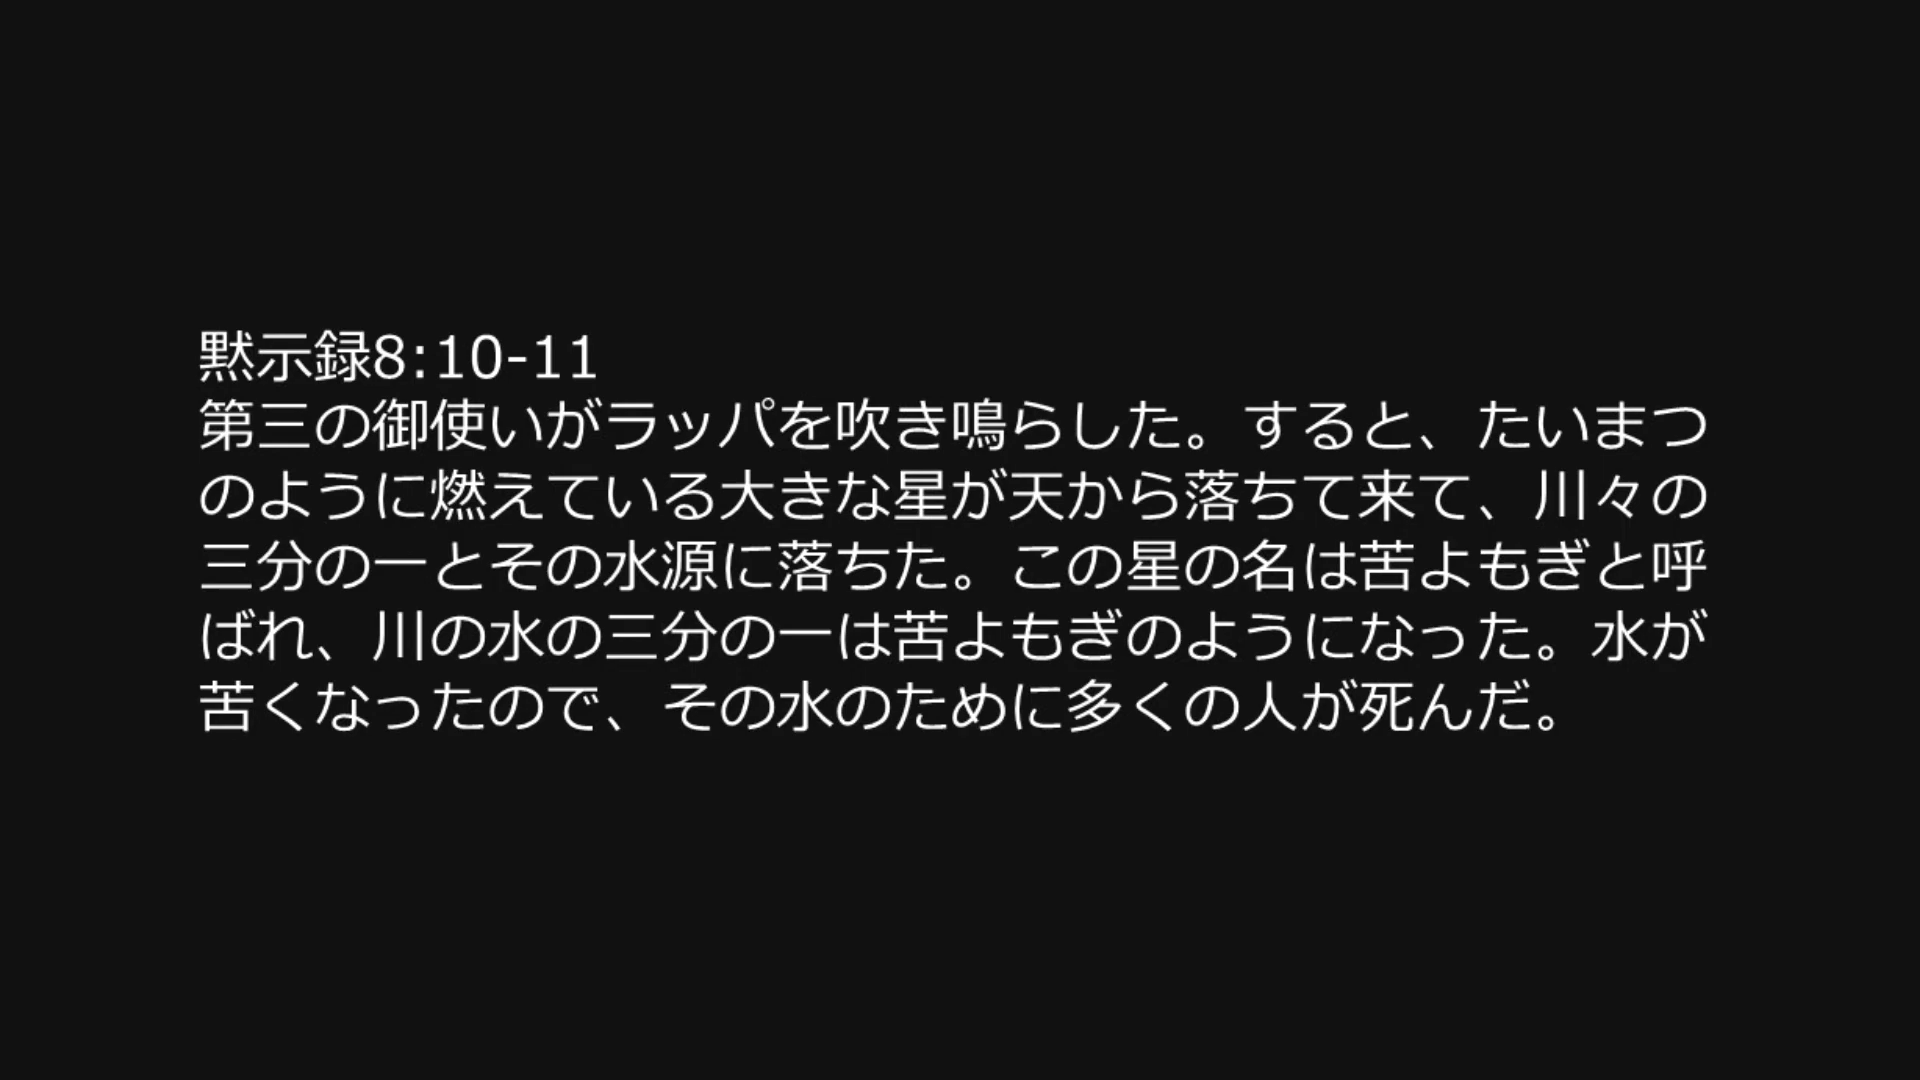 黙示録8:10-11
第三の御使いがラッパを吹き鳴らした。すると、たいまつ
のように燃えている大きな星が天から落ちて来て、川々の
三分の一とその水源に落ちた。この星の名は苦よもぎと呼
ばれ、川の水の三分の一は苦よもぎのようになった。水が
苦くなったので、その水のために多くの人が死んだ。